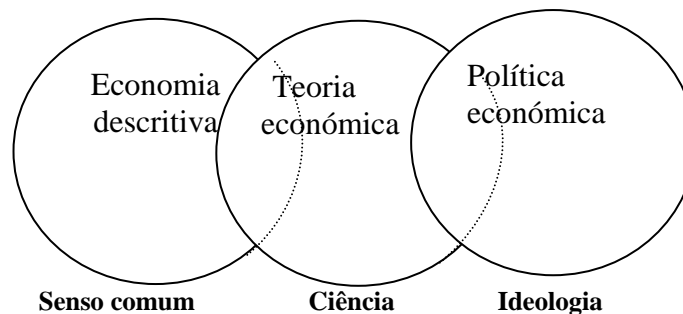 Economia
descritiva
Teoria
económica
Política
económica
Senso comum
Ciência
Ideologia